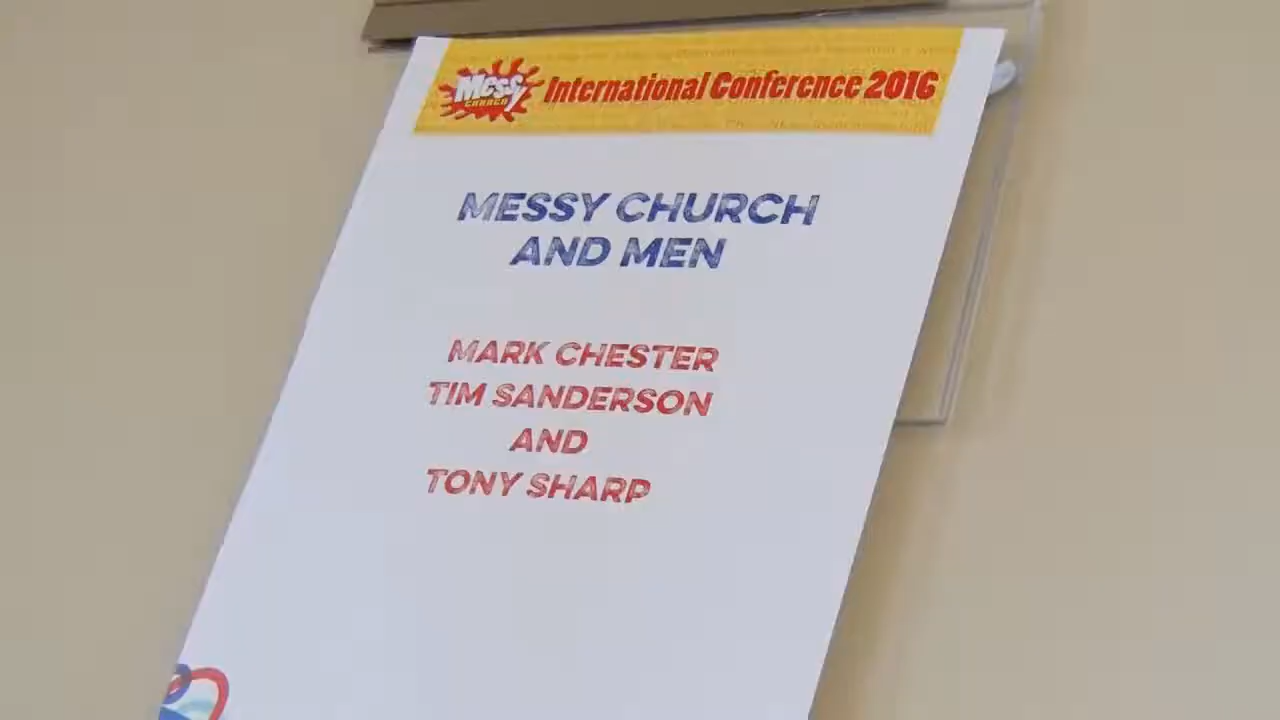 Messy
CHURCH
International Conference 2016
MESSY CHURCH
AND MEN
MARK CHESTER
TIM SANDERSON
AND
TONY SHARP